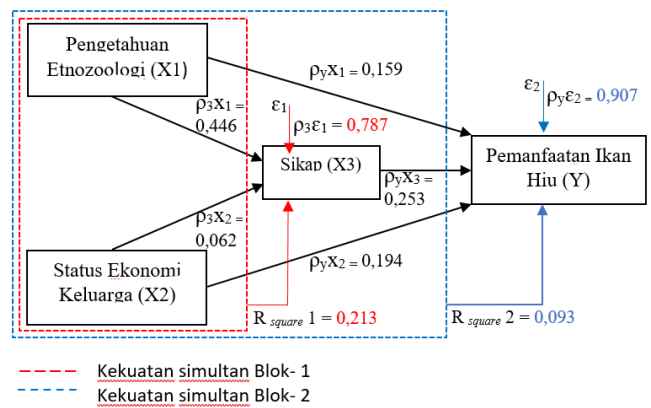 Pengetahuan
Etnozoologi (X1)
ρyx1 = 0,159
ρ3x1 =
0,446
ε1
ρ3ε1 = 0,787
ε2
ρyε2 = 0,907
Sikap (X3)
ρyx3 =
0,253
Pemanfaatan Ikan
Hiu (Y)
ρ3x2 =
0,062
Status Ekonomi
Keluarga (X2)
ρyx2 = 0,194
R square 1 = 0,213
R square 2 = 0,093
Kekuatan simultan Blok- 1
Kekuatan simultan Blok- 2